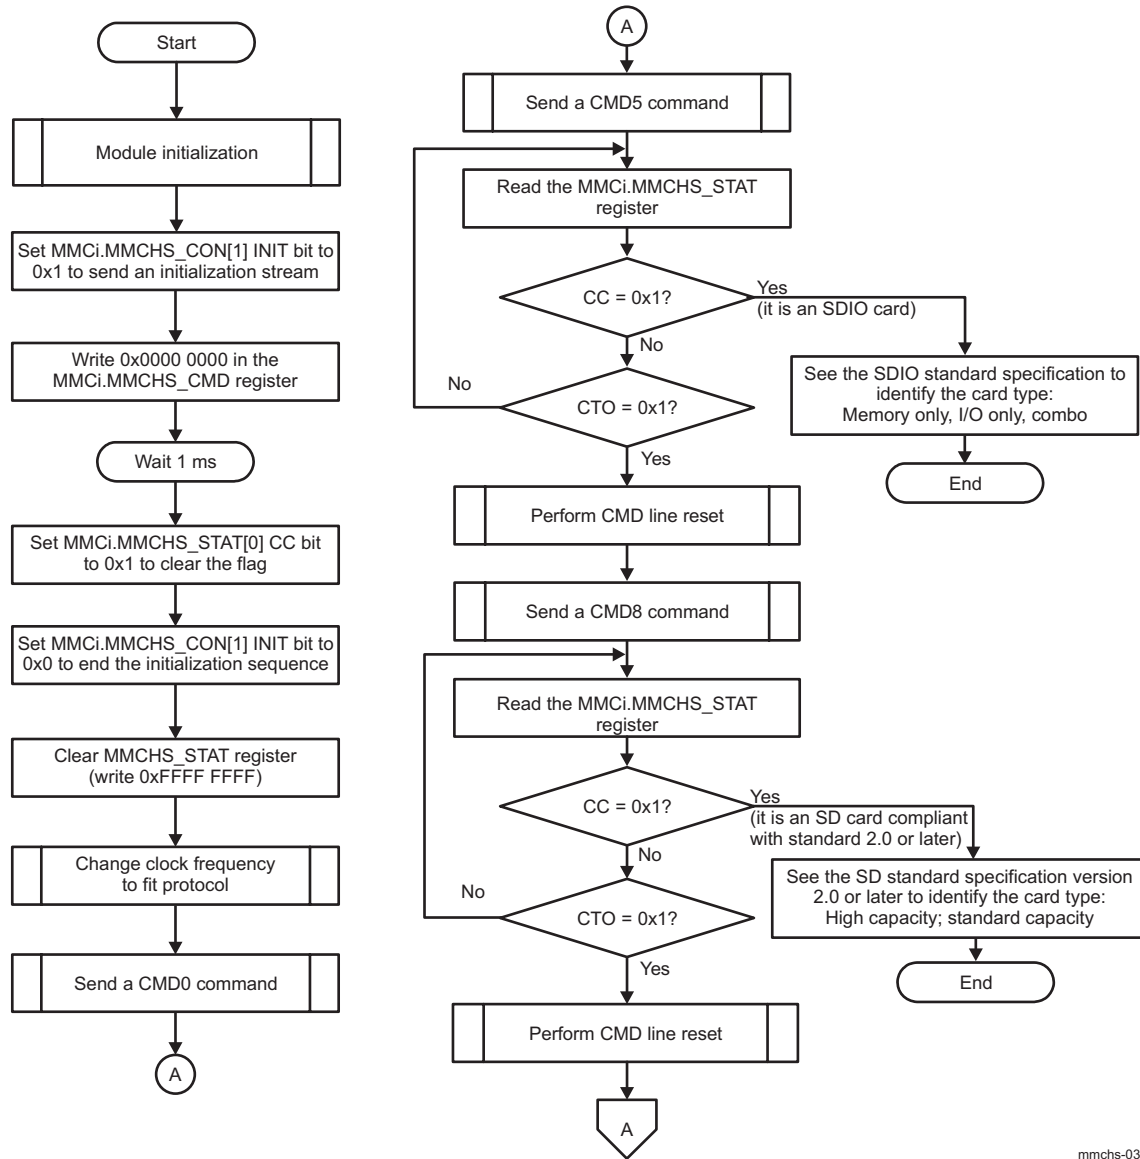 Start
Module initialization
Set MMCi.MMCHS_CON[1] INIT bit to
0x1 to send an initialization stream
Write 0x0000 0000 in the
MMCi.MMCHS_CMD register
Wait 1 ms
Set MMCi.MMCHS_STAT[0] CC bit
to 0x1 to clear the flag
Set MMCi.MMCHS_CON[1] INIT bit to
0x0 to end the initialization sequence
Clear MMCHS_STAT register
(write 0xFFFF FFFF)
Change clock frequency
to fit protocol
Send a CMD0 command
A
A
Send a CMD5 command
Read the MMCi.MMCHS_STAT
register
CC = 0x1?
Yes
(it is an SDIO card)
No
See the SDIO standard specification to
identify the card type:
Memory only, I/O only, combo
End
No
CTO = 0x1?
Yes
Perform CMD line reset
Send a CMD8 command
Read the MMCi.MMCHS_STAT
register
CC = 0x1?
Yes
(it is an SD card compliant
with standard 2.0 or later)
No
See the SD standard specification version
2.0 or later to identify the card type:
High capacity; standard capacity
End
No
CTO = 0x1?
Yes
Perform CMD line reset
A
mmchs-03